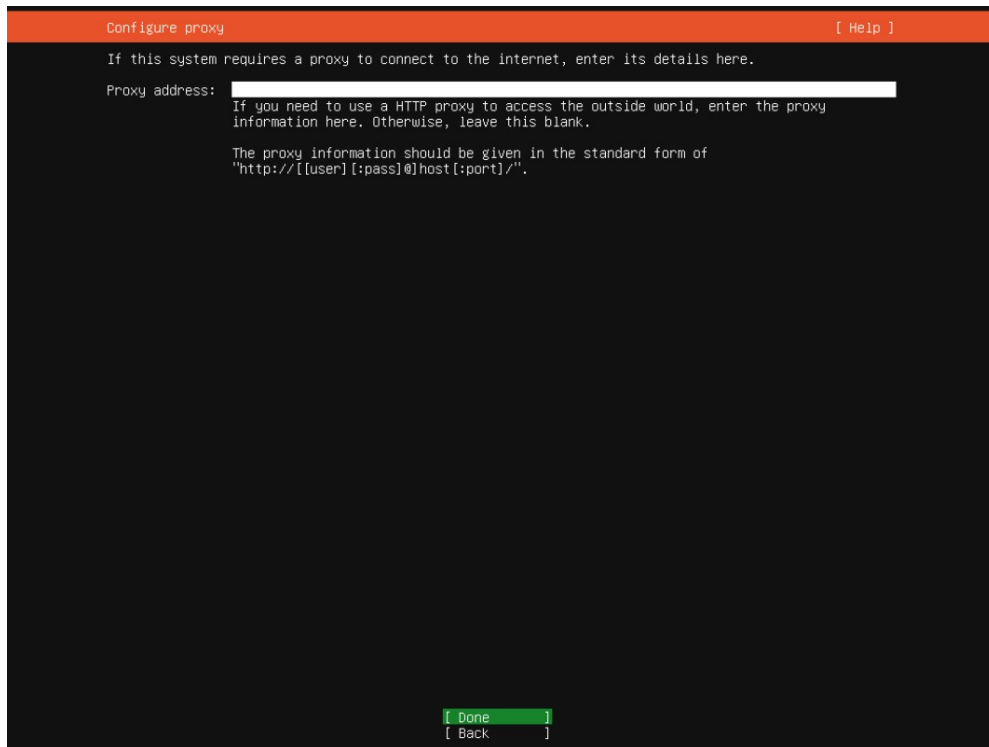 Configure proxy [ Help ]
If this system requires a proxy to connect to the internet, enter its details here.
Proxy address:
If you need to use a HTTP proxy to access the outside world, enter the proxy
information here. Otherwise, leave this blank.
The proxy information should be given in the standard form of
"http://[[user][:pass]@]host[:port]/".
[ Done ]
[ Back ]